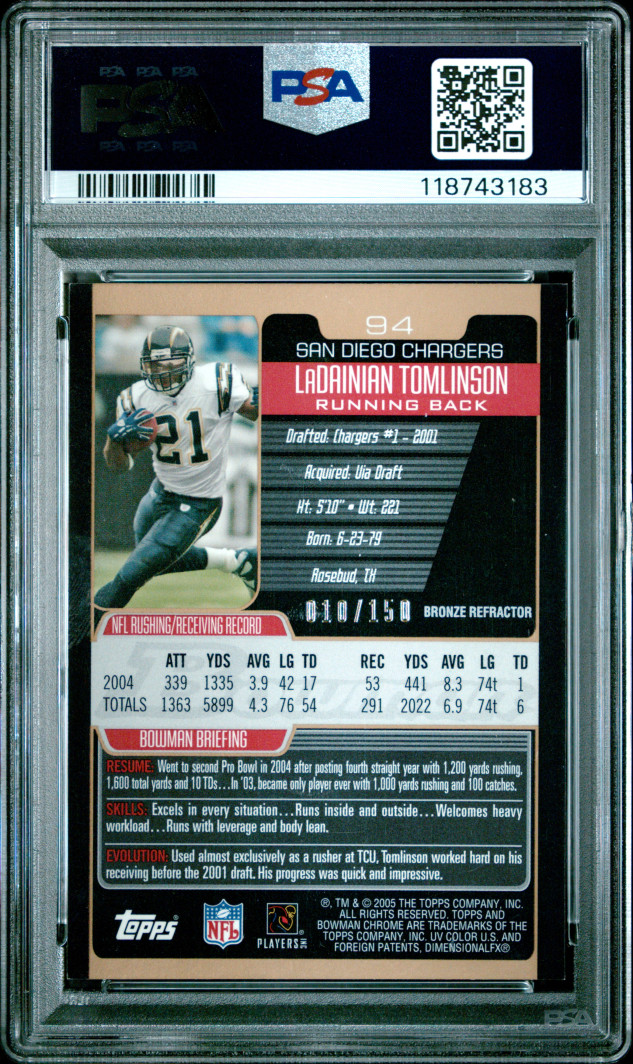 PSA PSA PSA
PSA
PSA PSA PSA
PSA
118743183
94
SAN DIEGO CHARGERS
LADAINIAN TOMLINSON
RUNNING BACK
Drafted: Chargers #1 - 2001
Acquired: Via Draft
Ht: 5'10" • Wt: 221
Born: 6-23-79
Rosebud, TX
010/150 BRONZE REFRACTOR
21
NFL RUSHING/RECEIVING RECORD
ATT YDS AVG LG TD REC YDS AVG LG TD
2004 339 1335 3.9 42 17 53 441 8.3 74t 1
TOTALS 1363 5899 4.3 76 54 291 2022 6.9 74t 6
BOWMAN BRIEFING
RESUME: Went to second Pro Bowl in 2004 after posting fourth straight year with 1,200 yards rushing,
1,600 total yards and 10 TDs...In '03, became only player ever with 1,000 yards rushing and 100 catches.
SKILLS: Excels in every situation...Runs inside and outside...Welcomes heavy
workload...Runs with leverage and body lean.
EVOLUTION: Used almost exclusively as a rusher at TCU, Tomlinson worked hard on his
receiving before the 2001 draft. His progress was quick and impressive.
Topps® NFL PLAYERS INC
®, TM & © 2005 THE TOPPS COMPANY, INC.
ALL RIGHTS RESERVED. TOPPS AND
BOWMAN CHROME ARE TRADEMARKS OF THE
TOPPS COMPANY, INC. UV COLOR U.S. AND
FOREIGN PATENTS, DIMENSIONALFX®
PSA